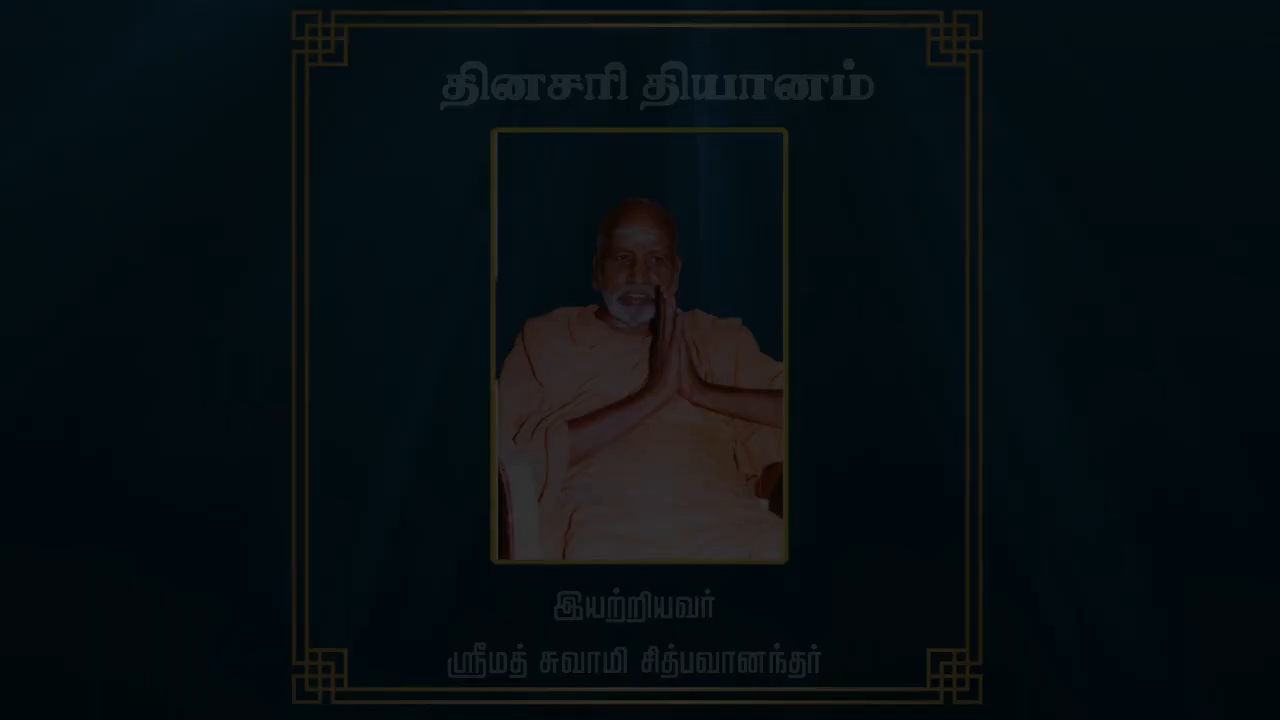 தினசரி தியானம்
இயற்றியவர்
ஸ்ரீமத் சுவாமி சித்பவானந்தர்